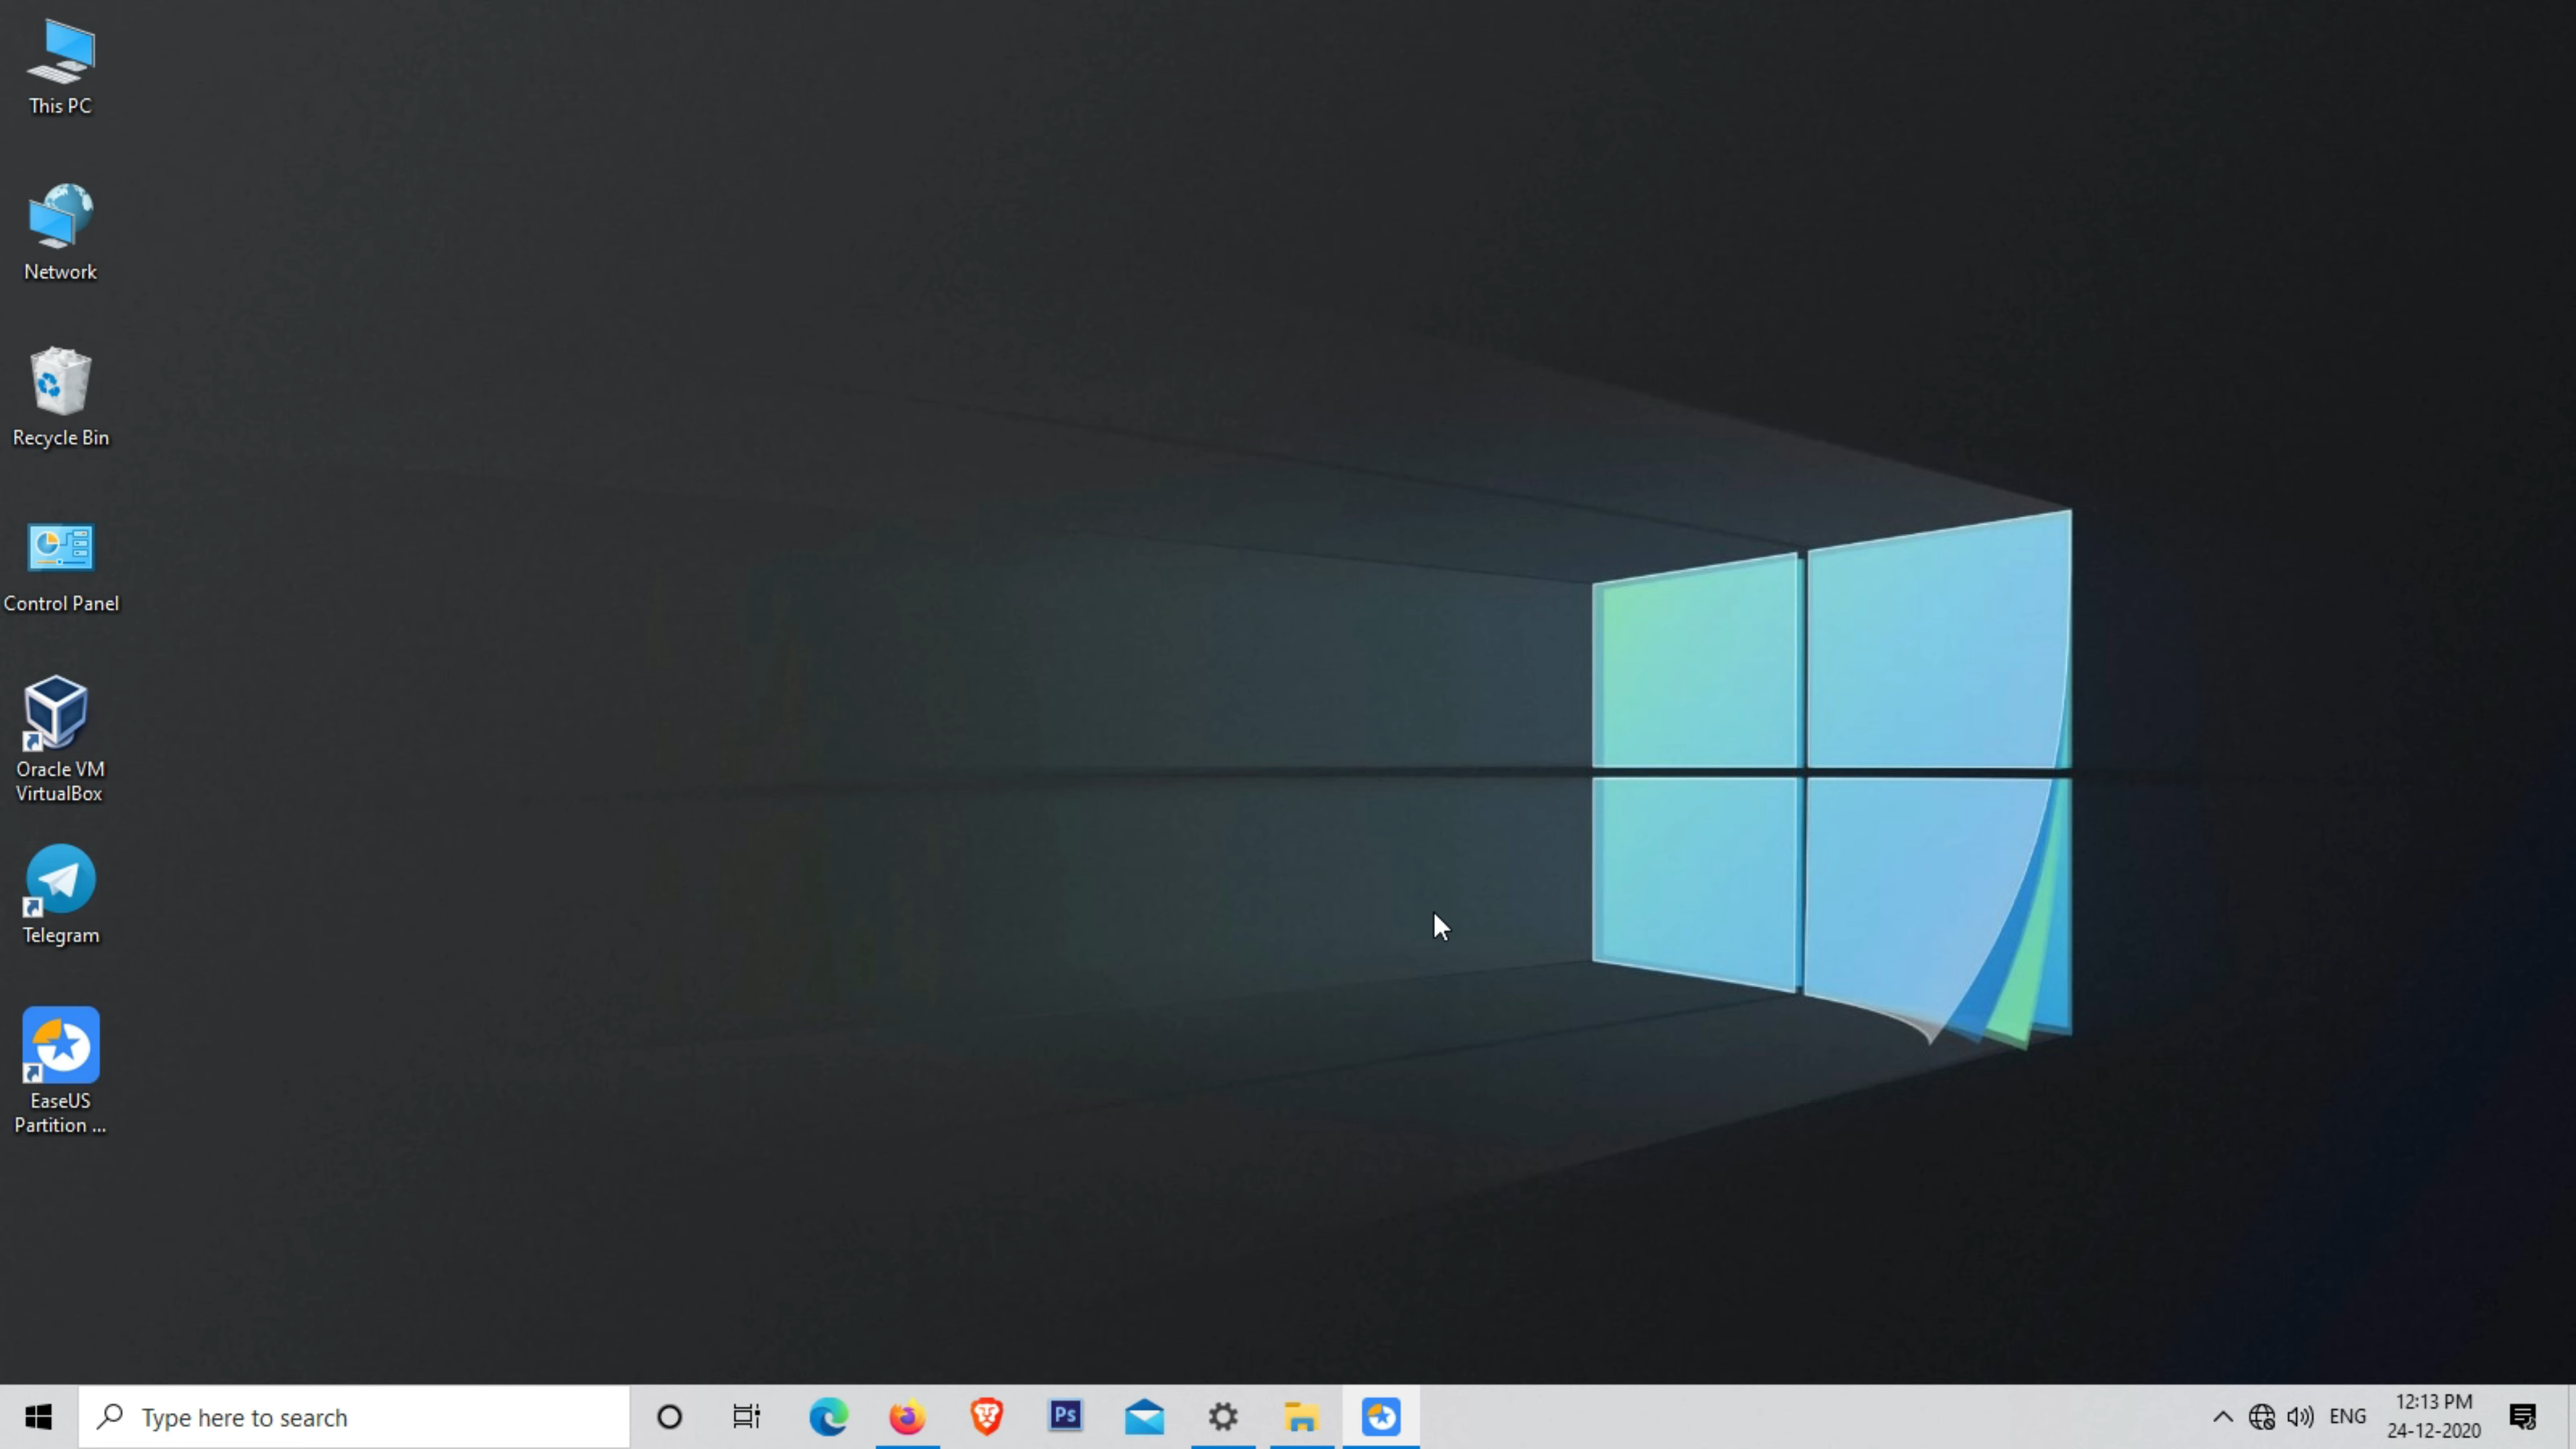 This PC
Network
Recycle Bin
Control Panel
Oracle VM
VirtualBox
Telegram
EaseUS
Partition ...
Type here to search
Ps
ENG
12:13 PM
24-12-2020